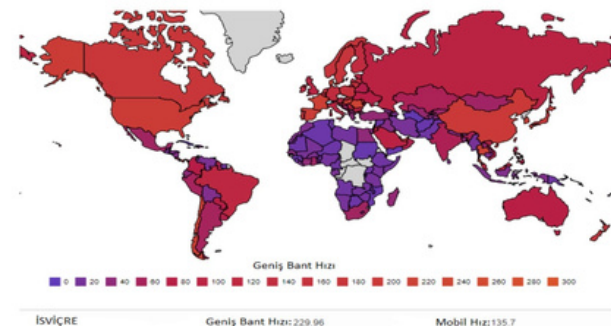 Geniş Bant Hızı
0 20 40 60 80 100 120 140 160 180 200 220 240 260 280 300
İSVİÇRE Geniş Bant Hızı: 229.96 Mobil Hız: 135.7